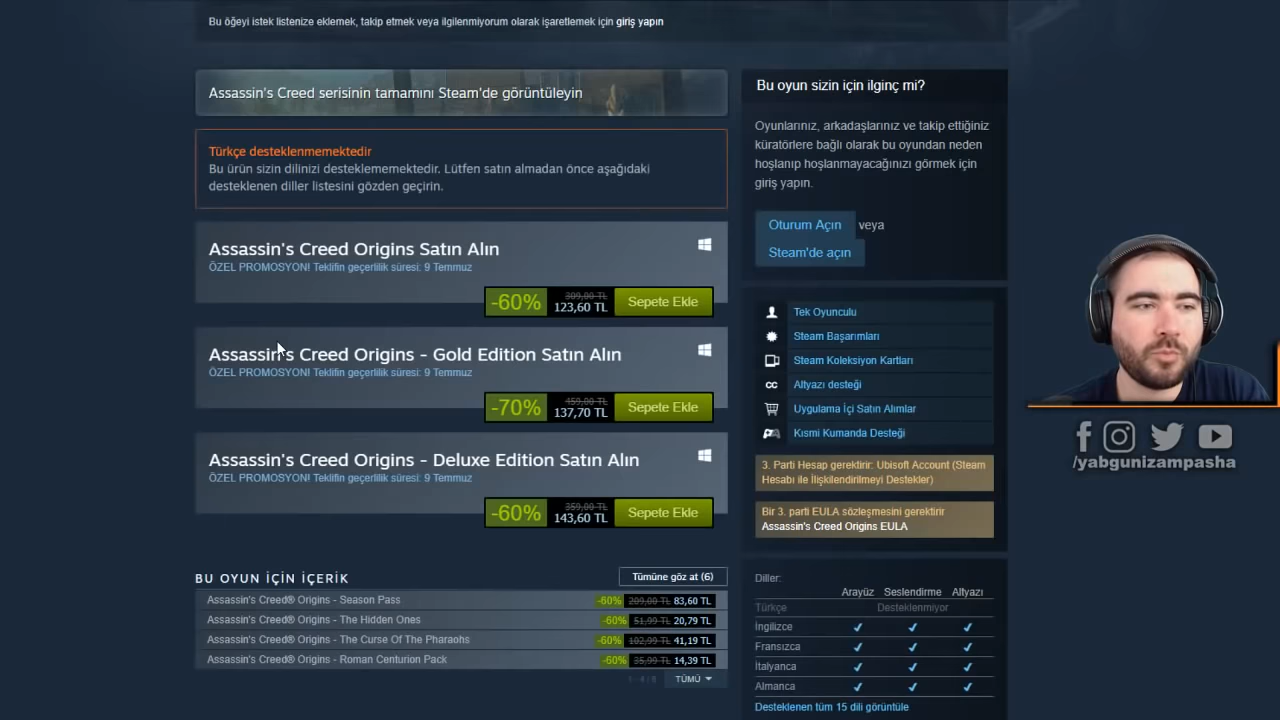 Bu öğeyi istek listenize eklemek, takip etmek veya ilgilenmiyorum olarak işaretlemek için giriş yapın
Assassin's Creed serisinin tamamını Steam'de görüntüleyin
Türkçe desteklenmemektedir
Bu ürün sizin dilinizi desteklememektedir. Lütfen satın almadan önce aşağıdaki
desteklenen diller listesini gözden geçirin.
Assassin's Creed Origins Satın Alın
ÖZEL PROMOSYON! Teklifin geçerlilik süresi: 9 Temmuz
-60% 309,00 TL 123,60 TL Sepete Ekle
Assassin's Creed Origins - Gold Edition Satın Alın
ÖZEL PROMOSYON! Teklifin geçerlilik süresi: 9 Temmuz
-70% 459,00 TL 137,70 TL Sepete Ekle
Assassin's Creed Origins - Deluxe Edition Satın Alın
ÖZEL PROMOSYON! Teklifin geçerlilik süresi: 9 Temmuz
-60% 359,00 TL 143,60 TL Sepete Ekle
BU OYUN İÇİN İÇERİK Tümüne göz at (6)
Assassin's Creed® Origins - Season Pass -60% 209,00 TL 83,60 TL
Assassin's Creed® Origins - The Hidden Ones -60% 51,99 TL 20,79 TL
Assassin's Creed® Origins - The Curse Of The Pharaohs -60% 102,99 TL 41,19 TL
Assassin's Creed® Origins - Roman Centurion Pack -60% 35,99 TL 14,39 TL
TÜMÜ
Bu oyun sizin için ilginç mi?
Oyunlarınız, arkadaşlarınız ve takip ettiğiniz
küratörlere bağlı olarak bu oyundan neden
hoşlanıp hoşlanmayacağınızı görmek için
giriş yapın.
Oturum Açın veya
Steam'de açın
Tek Oyunculu
Steam Başarımları
Steam Koleksiyon Kartları
cc Altyazı desteği
Uygulama İçi Satın Alımlar
Kısmi Kumanda Desteği
3. Parti Hesap gerektirir: Ubisoft Account (Steam
Hesabı ile İlişkilendirilmeyi Destekler)
Bir 3. parti EULA sözleşmesini gerektirir
Assassin's Creed Origins EULA
Diller:
Arayüz Seslendirme Altyazı
Türkçe Desteklenmiyor
İngilizce ✔ ✔ ✔
Fransızca ✔ ✔ ✔
İtalyanca ✔ ✔ ✔
Almanca ✔ ✔ ✔
Desteklenen tüm 15 dili görüntüle
/yabgunizampasha